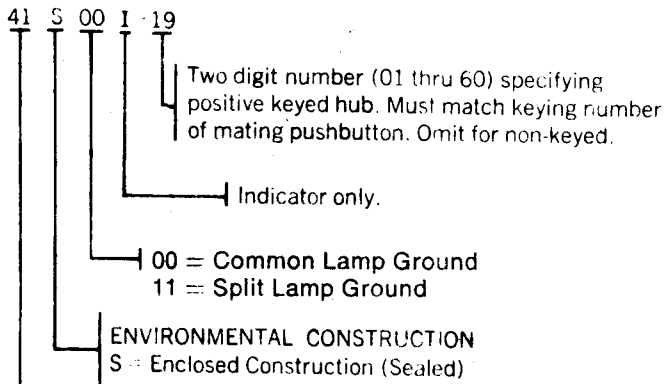 41 S 00 I - 19
Two digit number (01 thru 60) specifying
positive keyed hub. Must match keying number
of mating pushbutton. Omit for non-keyed.
Indicator only.
00 = Common Lamp Ground
11 = Split Lamp Ground
ENVIRONMENTAL CONSTRUCTION
S = Enclosed Construction (Sealed)